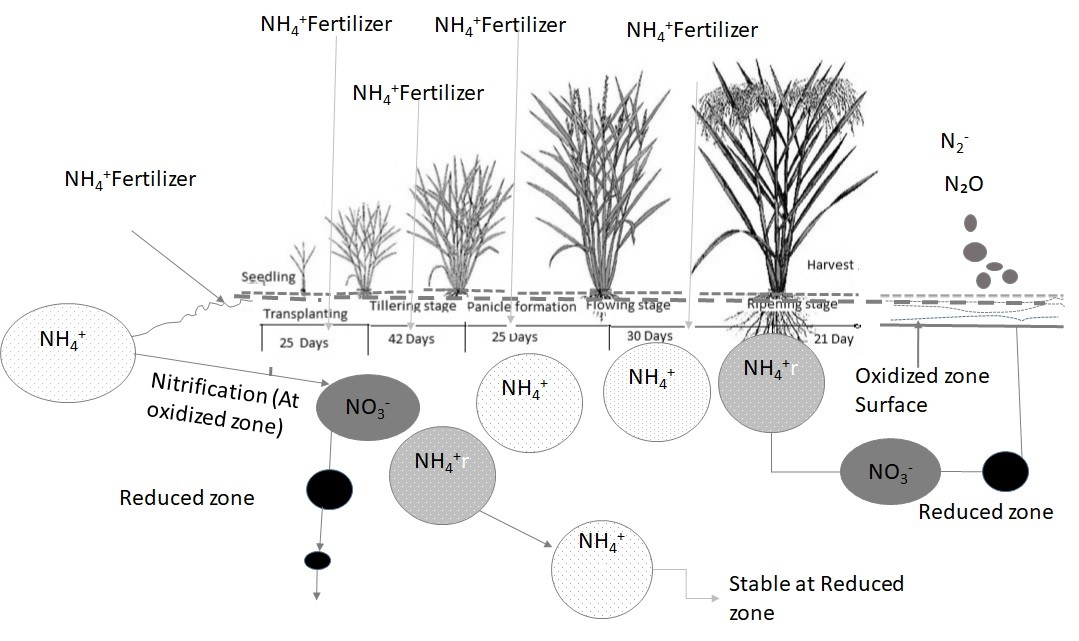 NH₄⁺Fertilizer
NH₄⁺Fertilizer
NH₄⁺Fertilizer
NH₄⁺Fertilizer
NH₄⁺Fertilizer
N₂⁻
N₂O
Seedling
Harvest
Transplanting
Tillering stage
Panicle formation
Flowing stage
Ripening stage
25 Days
42 Days
25 Days
30 Days
21 Day
NH₄⁺
Nitrification (At
oxidized zone)
NO₃⁻
NH₄⁺r
NH₄⁺
NH₄⁺
NH₄⁺r
Oxidized zone
Surface
NO₃⁻
Reduced zone
Reduced zone
NH₄⁺
Stable at Reduced
zone